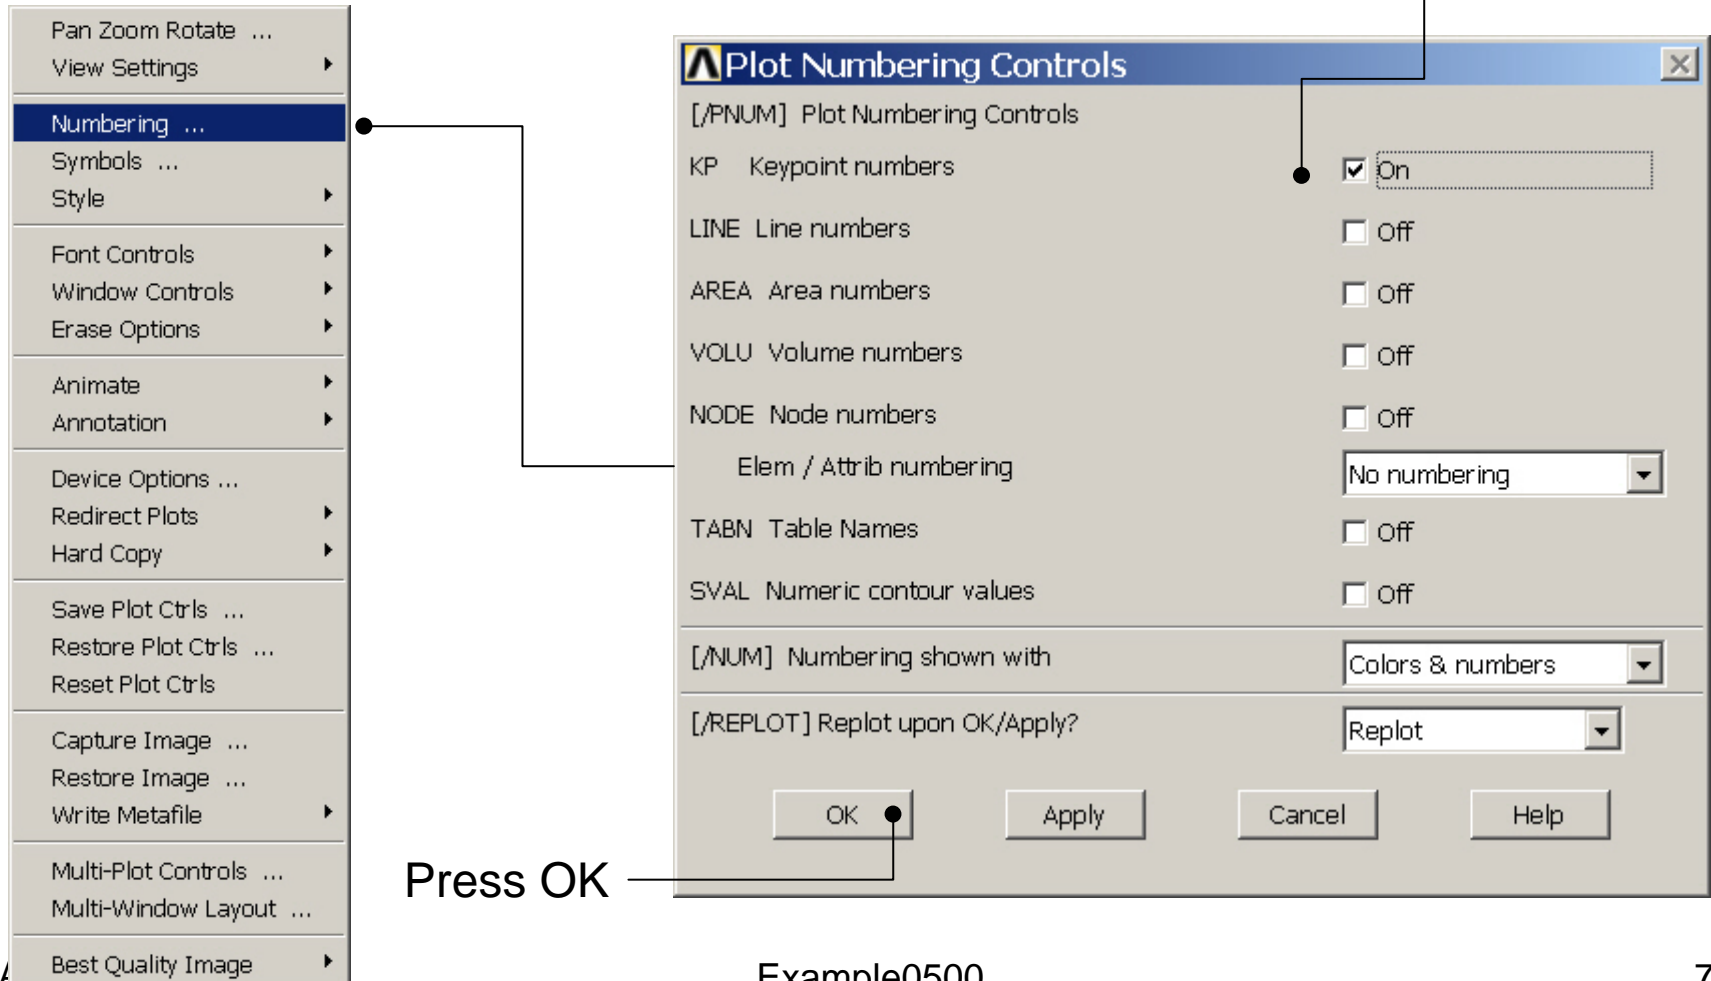 Pan Zoom Rotate ...
View Settings
Numbering ...
Symbols ...
Style
Font Controls
Window Controls
Erase Options
Animate
Annotation
Device Options ...
Redirect Plots
Hard Copy
Save Plot Ctrls ...
Restore Plot Ctrls ...
Reset Plot Ctrls
Capture Image ...
Restore Image ...
Write Metafile
Multi-Plot Controls ...
Multi-Window Layout ...
Best Quality Image
Plot Numbering Controls
[/PNUM] Plot Numbering Controls
KP Keypoint numbers On
LINE Line numbers Off
AREA Area numbers Off
VOLU Volume numbers Off
NODE Node numbers Off
Elem / Attrib numbering No numbering
TABN Table Names Off
SVAL Numeric contour values Off
[/NUM] Numbering shown with Colors & numbers
[/REPLOT] Replot upon OK/Apply? Replot
OK Apply Cancel Help
Press OK
Example0500
7